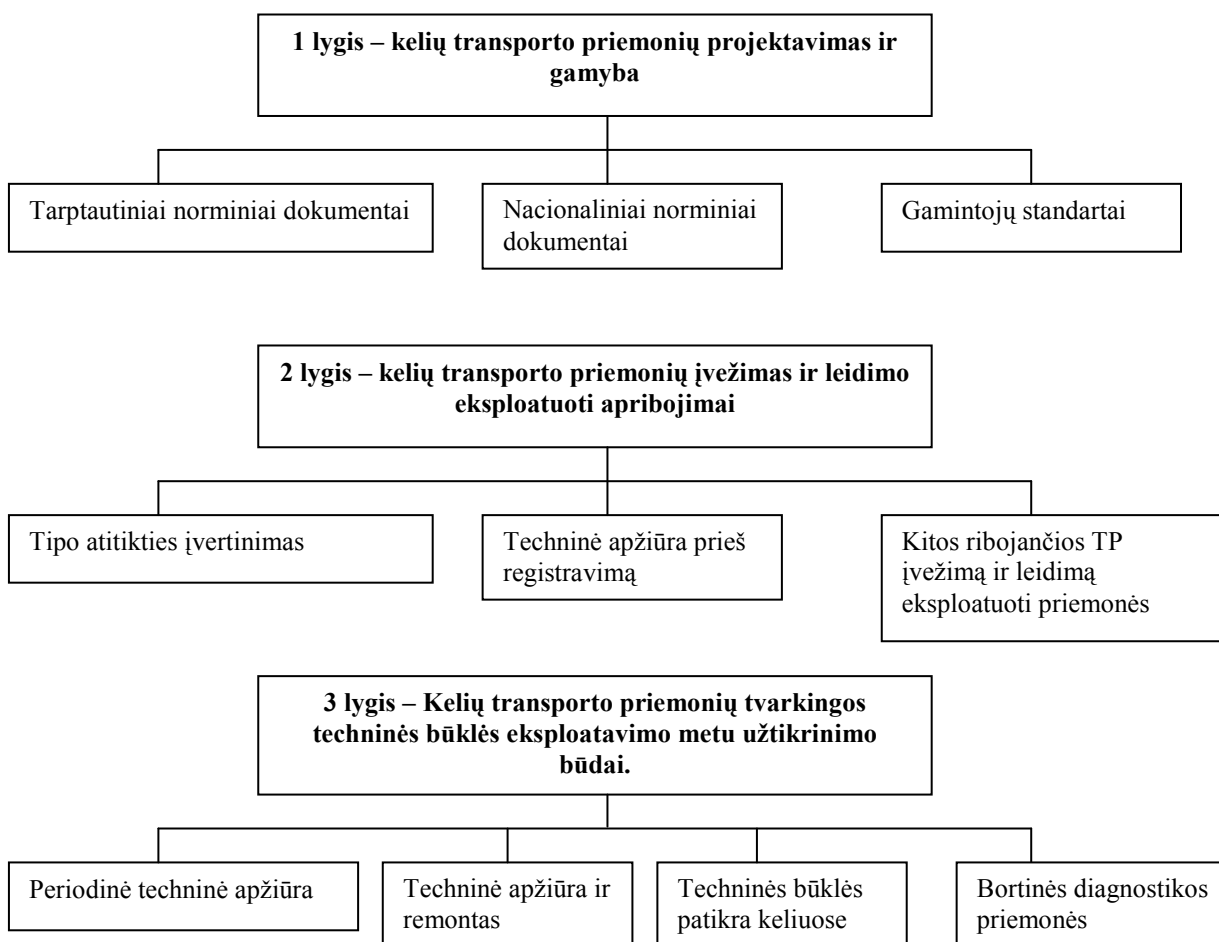 1 lygis – kelių transporto priemonių projektavimas ir
gamyba
Tarptautiniai norminiai dokumentai
Nacionaliniai norminiai
dokumentai
Gamintojų standartai
2 lygis – kelių transporto priemonių įvežimas ir leidimo
eksploatuoti apribojimai
Tipo atitikties įvertinimas
Techninė apžiūra prieš
registravimą
Kitos ribojančios TP
įvežimą ir leidimą
eksploatuoti priemonės
3 lygis – Kelių transporto priemonių tvarkingos
techninės būklės eksploatavimo metu užtikrinimo
būdai.
Periodinė techninė apžiūra
Techninė apžiūra ir
remontas
Techninės būklės
patikra keliuose
Bortinės diagnostikos
priemonės